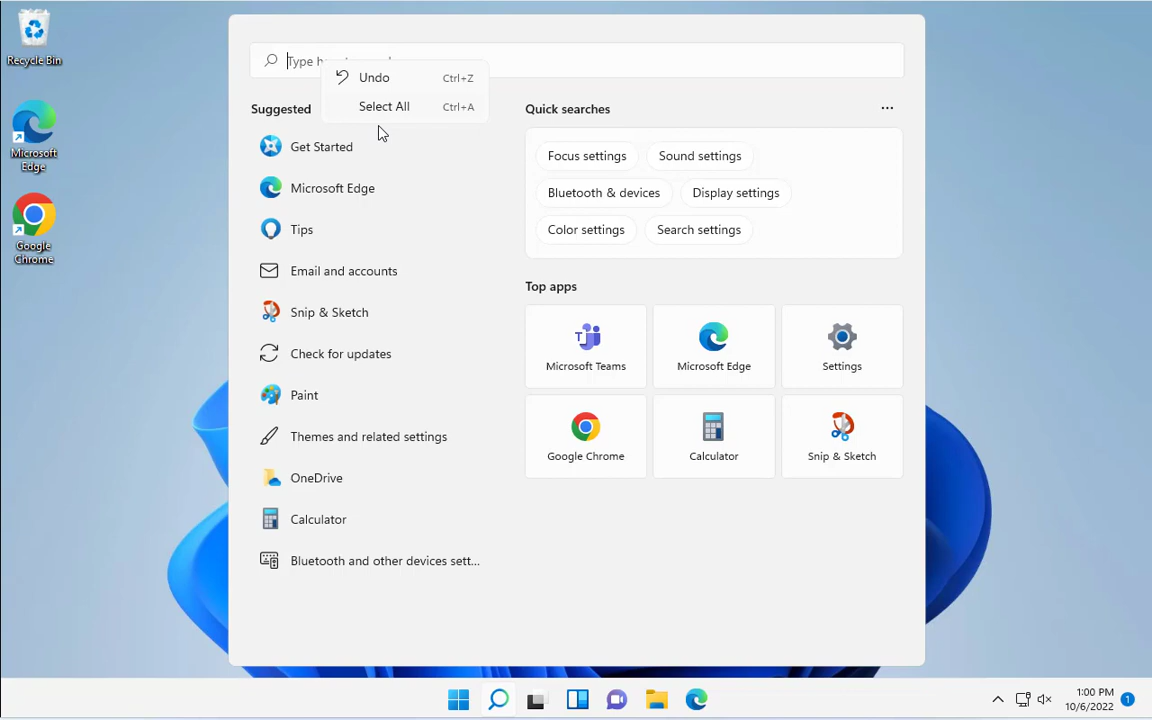 Recycle Bin
Microsoft
Edge
Google
Chrome
Undo Ctrl+Z
Select All Ctrl+A
Suggested
Get Started
Microsoft Edge
Tips
Email and accounts
Snip & Sketch
Check for updates
Paint
Themes and related settings
OneDrive
Calculator
Bluetooth and other devices sett...
Quick searches
Focus settings
Sound settings
Bluetooth & devices
Display settings
Color settings
Search settings
Top apps
Microsoft Teams
Microsoft Edge
Settings
Google Chrome
Calculator
Snip & Sketch
1:00 PM
10/6/2022
1